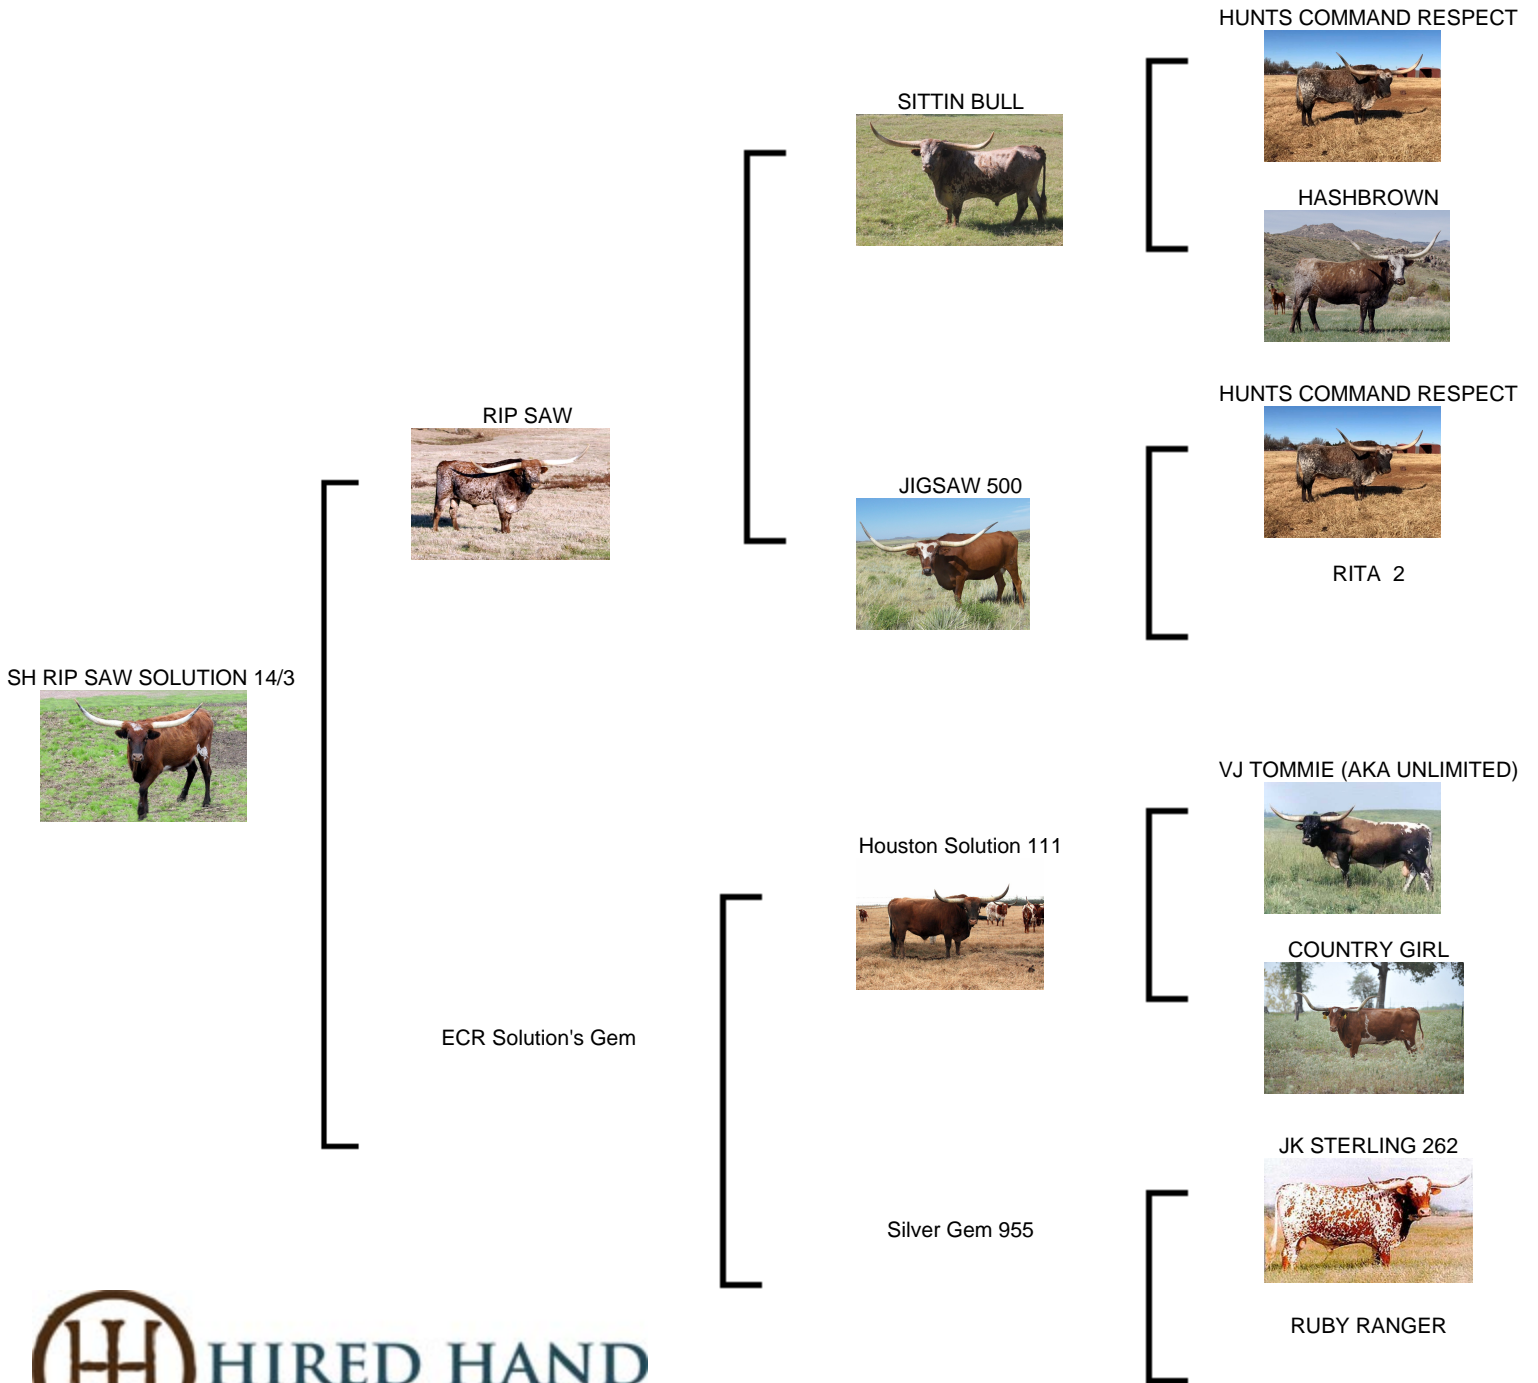 HUNTS COMMAND RESPECT
SITTIN BULL
HASHBROWN
HUNTS COMMAND RESPECT
RIP SAW
JIGSAW 500
RITA  2
SH RIP SAW SOLUTION 14/3
VJ TOMMIE (AKA UNLIMITED)
Houston Solution 111
COUNTRY GIRL
ECR Solution's Gem
JK STERLING 262
Silver Gem 955
RUBY RANGER
HIRED HAND